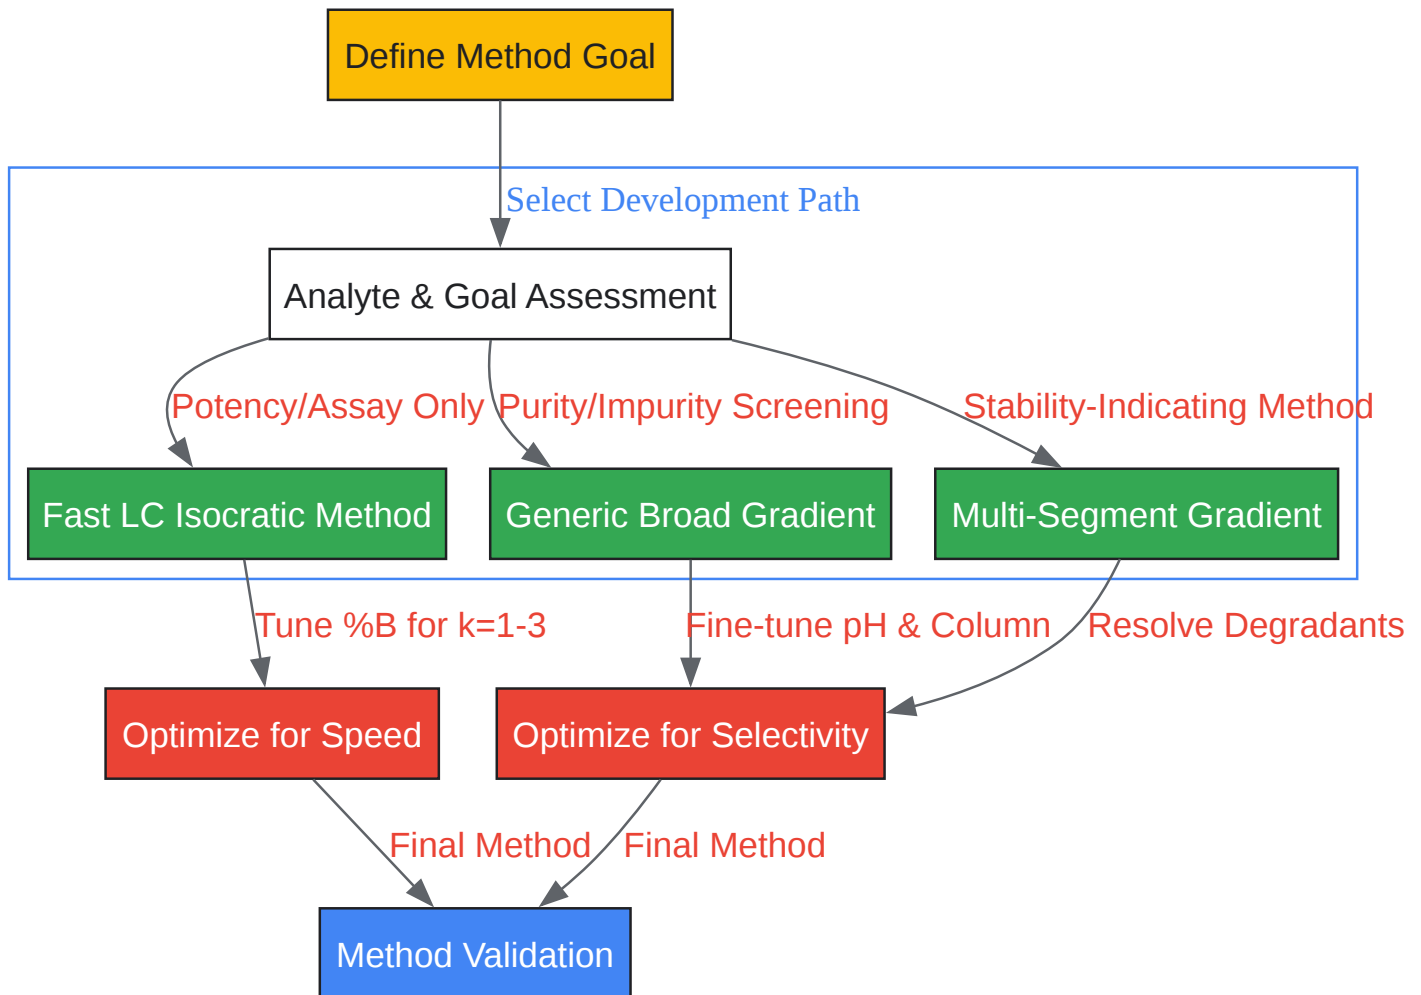 Define Method Goal
Select Development Path
Analyte & Goal Assessment
Potency/Assay Only
Purity/Impurity Screening
Stability-Indicating Method
Fast LC Isocratic Method
Generic Broad Gradient
Multi-Segment Gradient
Tune %B for k=1-3
Fine-tune pH & Column
Resolve Degradants
Optimize for Speed
Optimize for Selectivity
Final Method
Final Method
Method Validation